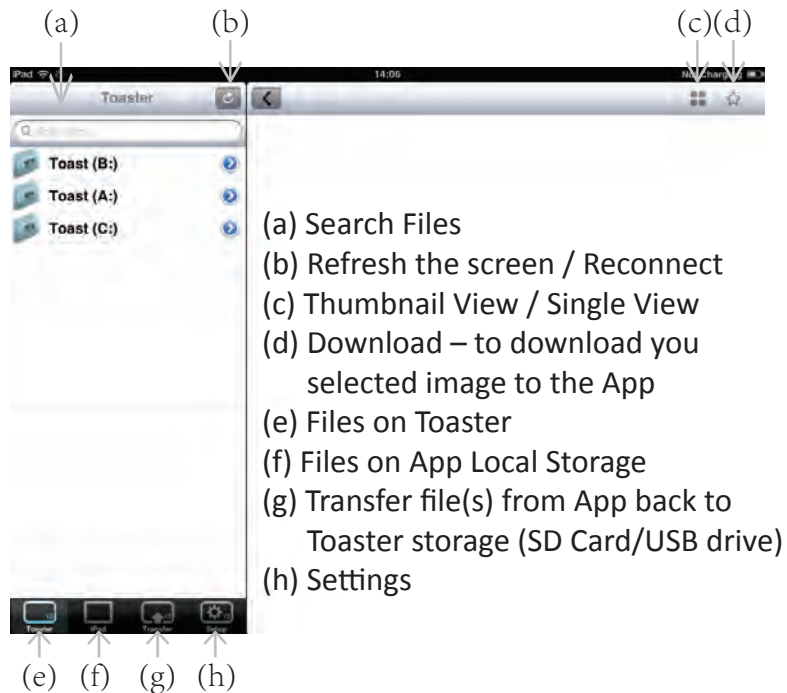 (a) (b) (c)(d)
iPad 14:06 Not Charging
Toaster
Toast (B:)
Toast (A:)
Toast (C:)
(a) Search Files
(b) Refresh the screen / Reconnect
(c) Thumbnail View / Single View
(d) Download – to download you
selected image to the App
(e) Files on Toaster
(f) Files on App Local Storage
(g) Transfer file(s) from App back to
Toaster storage (SD Card/USB drive)
(h) Settings
Toaster iPad Transfer Setup
(e) (f) (g) (h)